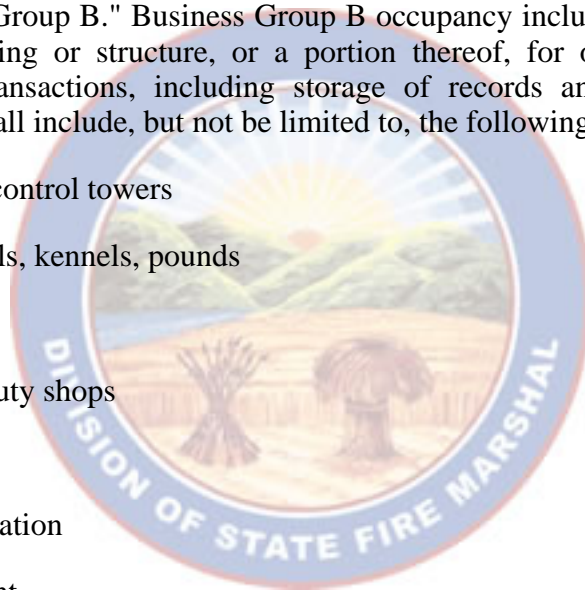 Group B." Business Group B occupancy inclu
ing or structure, or a portion thereof, for o
ansactions, including storage of records an
all include, but not be limited to, the following
control towers
ls, kennels, pounds
uty shops
ation
nt
DIVISION OF STATE FIRE MARSHAL